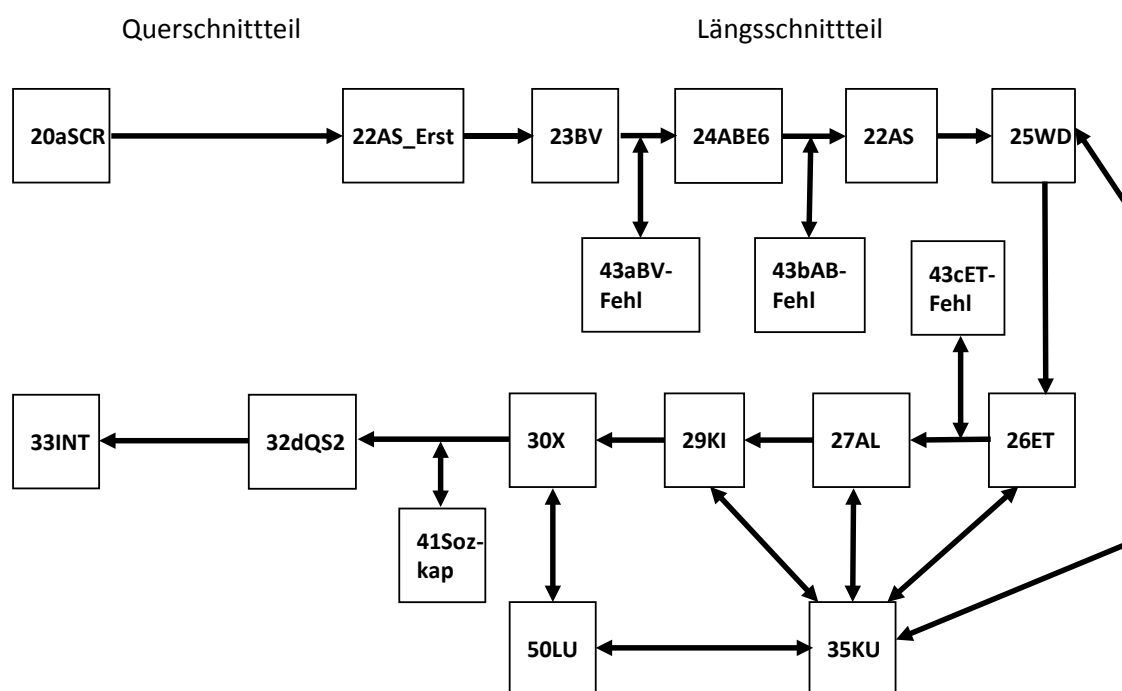 Querschnittteil
Längsschnittteil
20aSCR
22AS_Erst
23BV
24ABE6
22AS
25WD
43aBV-
Fehl
43bAB-
Fehl
43cET-
Fehl
33INT
32dQS2
30X
29KI
27AL
26ET
41Soz-
kap
50LU
35KU